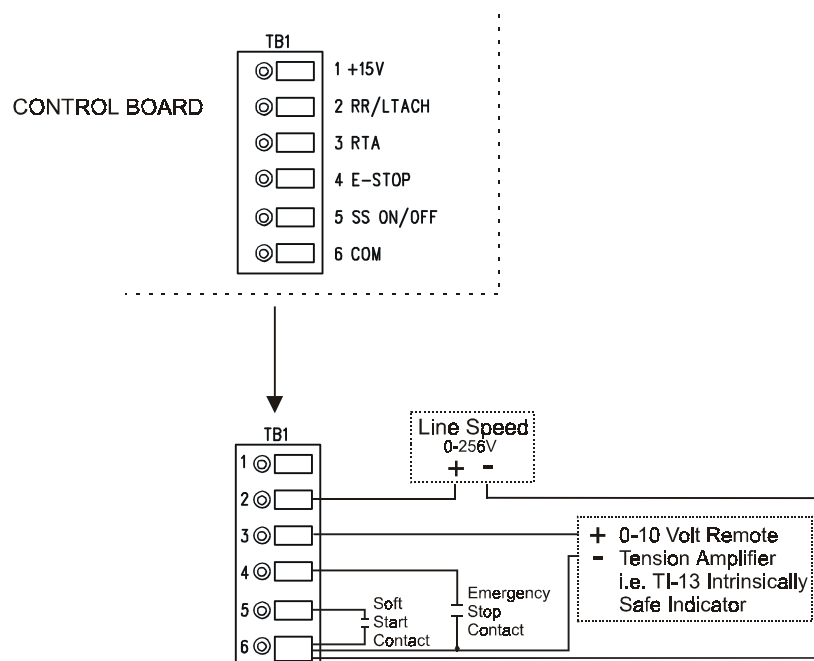 TB1
1 +15V
CONTROL BOARD
2 RR/LTACH
3 RTA
4 E-STOP
5 SS ON/OFF
6 COM
TB1
Line Speed
0-256V
+ -
1
2
3
+ 0-10 Volt Remote
- Tension Amplifier
i.e. TI-13 Intrinsically
Safe Indicator
4
Emergency
Stop
Contact
5
Soft
Start
Contact
6